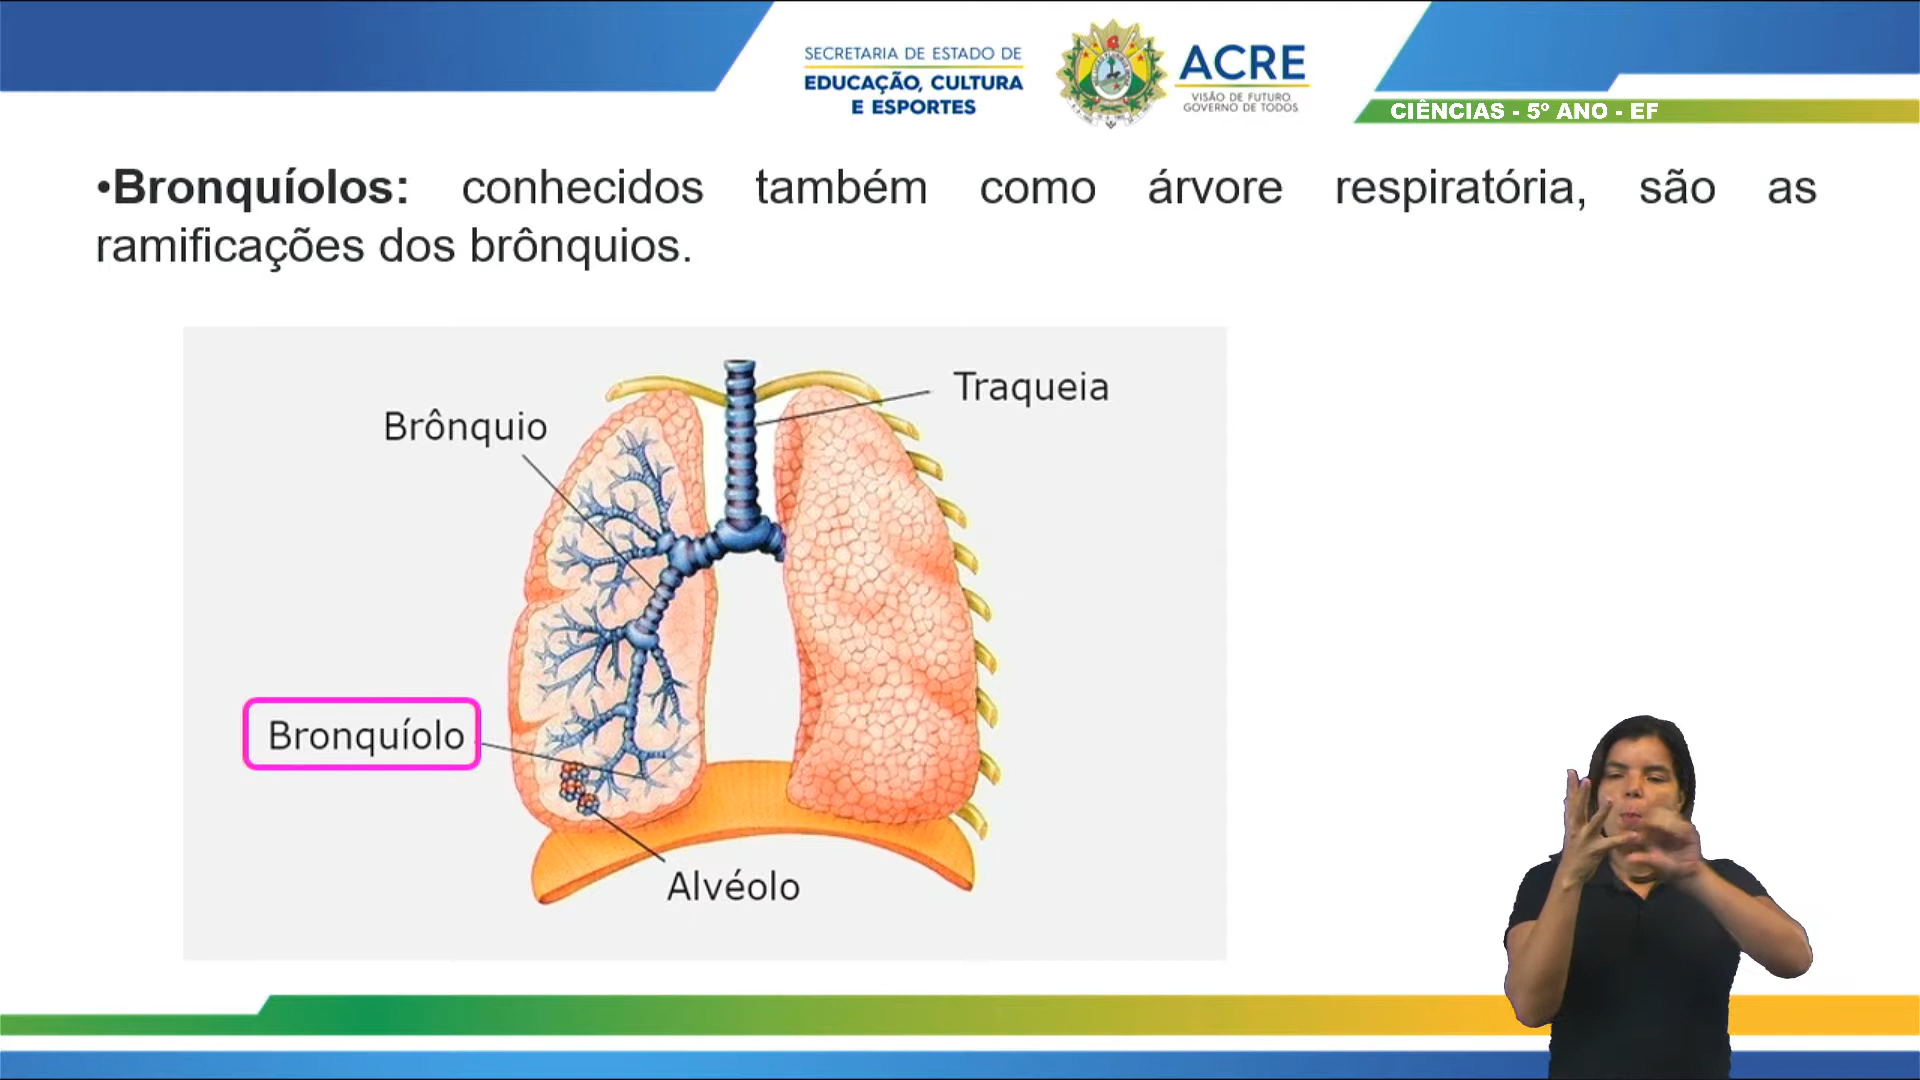 SECRETARIA DE ESTADO DE
EDUCAÇÃO, CULTURA
E ESPORTES
ACRE
VISÃO DE FUTURO
GOVERNO DE TODOS
CIÊNCIAS - 5º ANO - EF
•Bronquíolos: conhecidos também como árvore respiratória, são as
ramificações dos brônquios.
Traqueia
Brônquio
Bronquíolo
Alvéolo